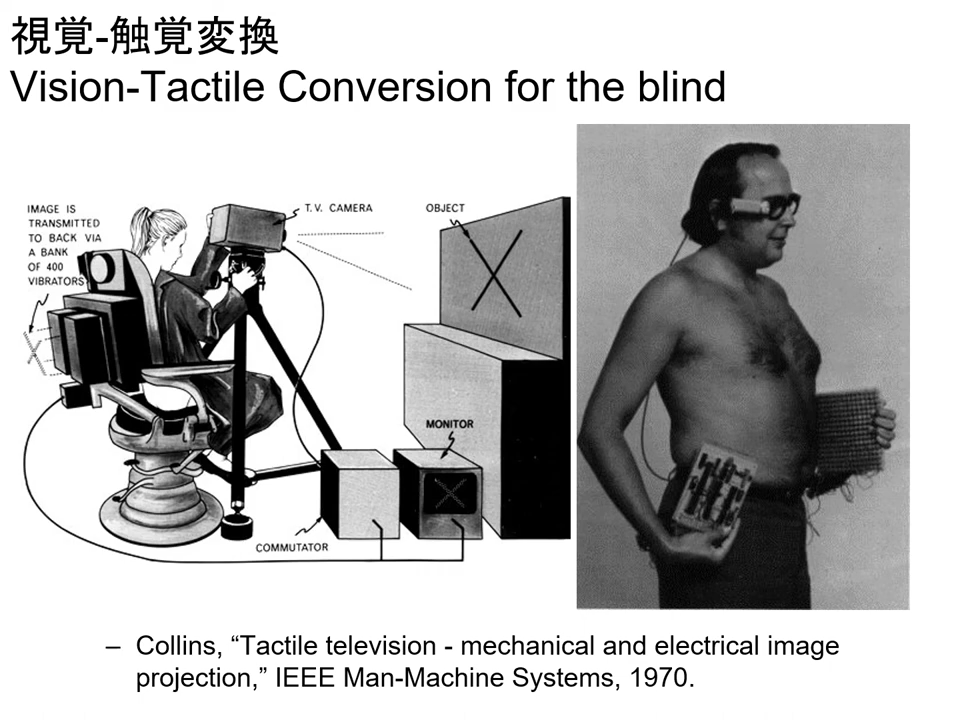 視覚-触覚変換
Vision-Tactile Conversion for the blind
IMAGE IS
TRANSMITTED
TO BACK VIA
A BANK
OF 400
VIBRATORS
T.V. CAMERA
OBJECT
MONITOR
COMMUTATOR
– Collins, “Tactile television - mechanical and electrical image
projection,” IEEE Man-Machine Systems, 1970.